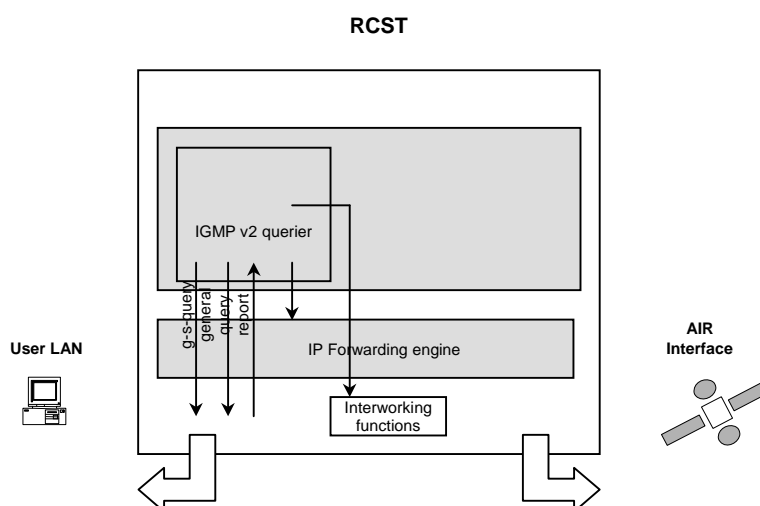 RCST
IGMP v2 querier
g-s-query
general
query
report
IP Forwarding engine
User LAN
AIR
Interface
Interworking
functions